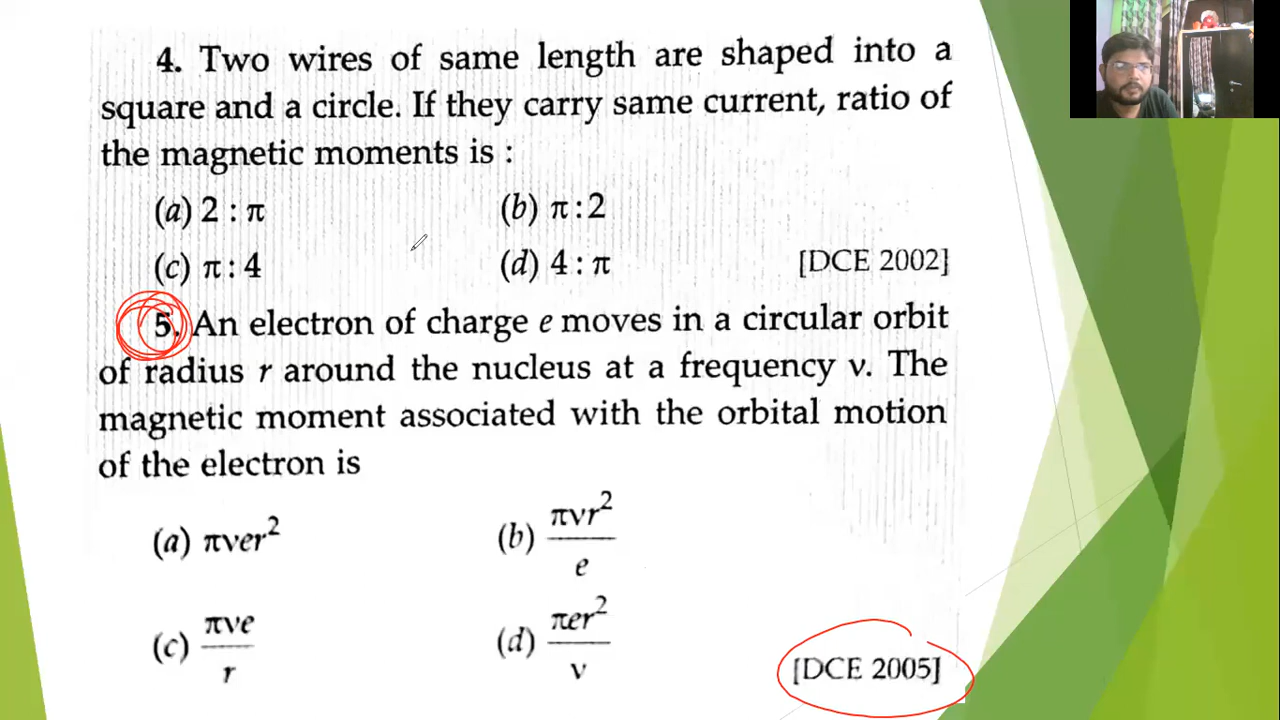 4. Two wires of same length are shaped into a
square and a circle. If they carry same current, ratio of
the magnetic moments is :
(a) 2 : π (b) π : 2
(c) π : 4 (d) 4 : π [DCE 2002]
5. An electron of charge e moves in a circular orbit
of radius r around the nucleus at a frequency ν. The
magnetic moment associated with the orbital motion
of the electron is
(a) πνer² (b) πνr²/e
(c) πνe/r (d) πer²/ν
[DCE 2005]